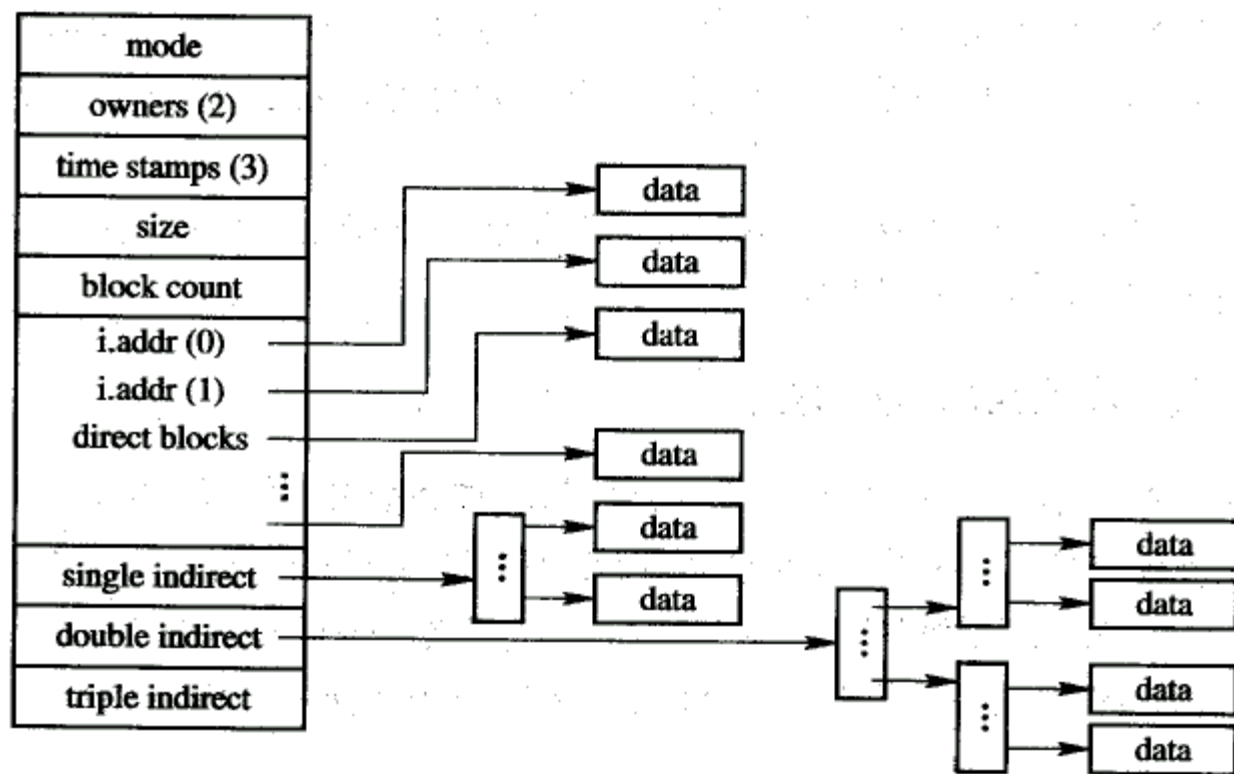 mode
owners (2)
time stamps (3)
size
block count
i.addr (0)
i.addr (1)
direct blocks
...
single indirect
double indirect
triple indirect
data
data
data
data
...
data
data
...
...
data
data
...
data
data